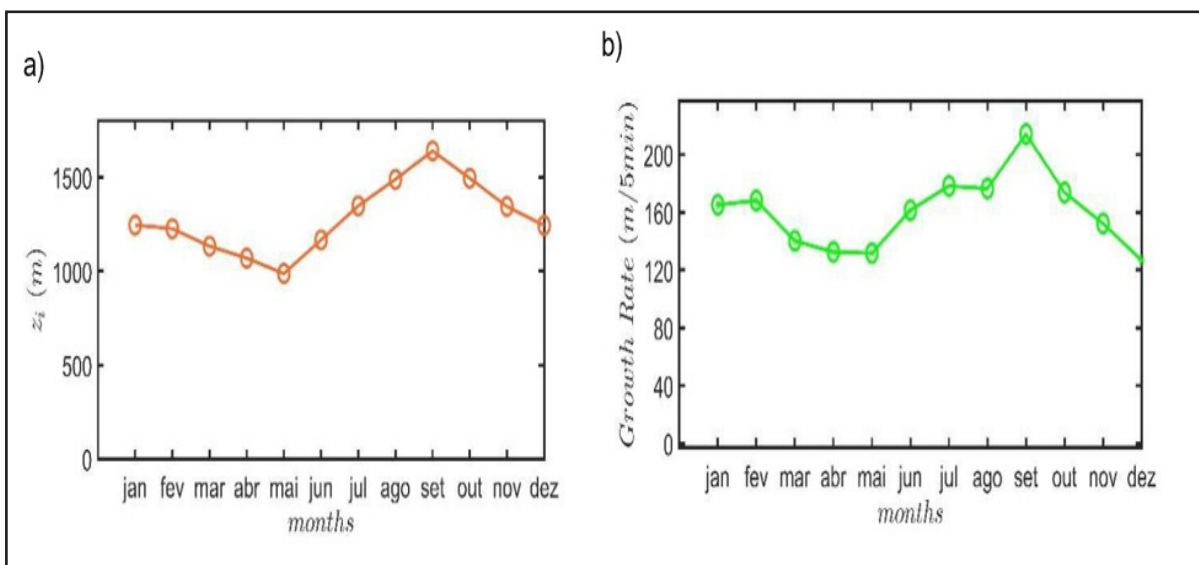 a)
z_i (m)
1500
1000
500
0
jan fev mar abr mai jun jul ago set out nov dez
months
b)
Growth Rate (m/5min)
200
160
120
80
40
0
jan fev mar abr mai jun jul ago set out nov dez
months